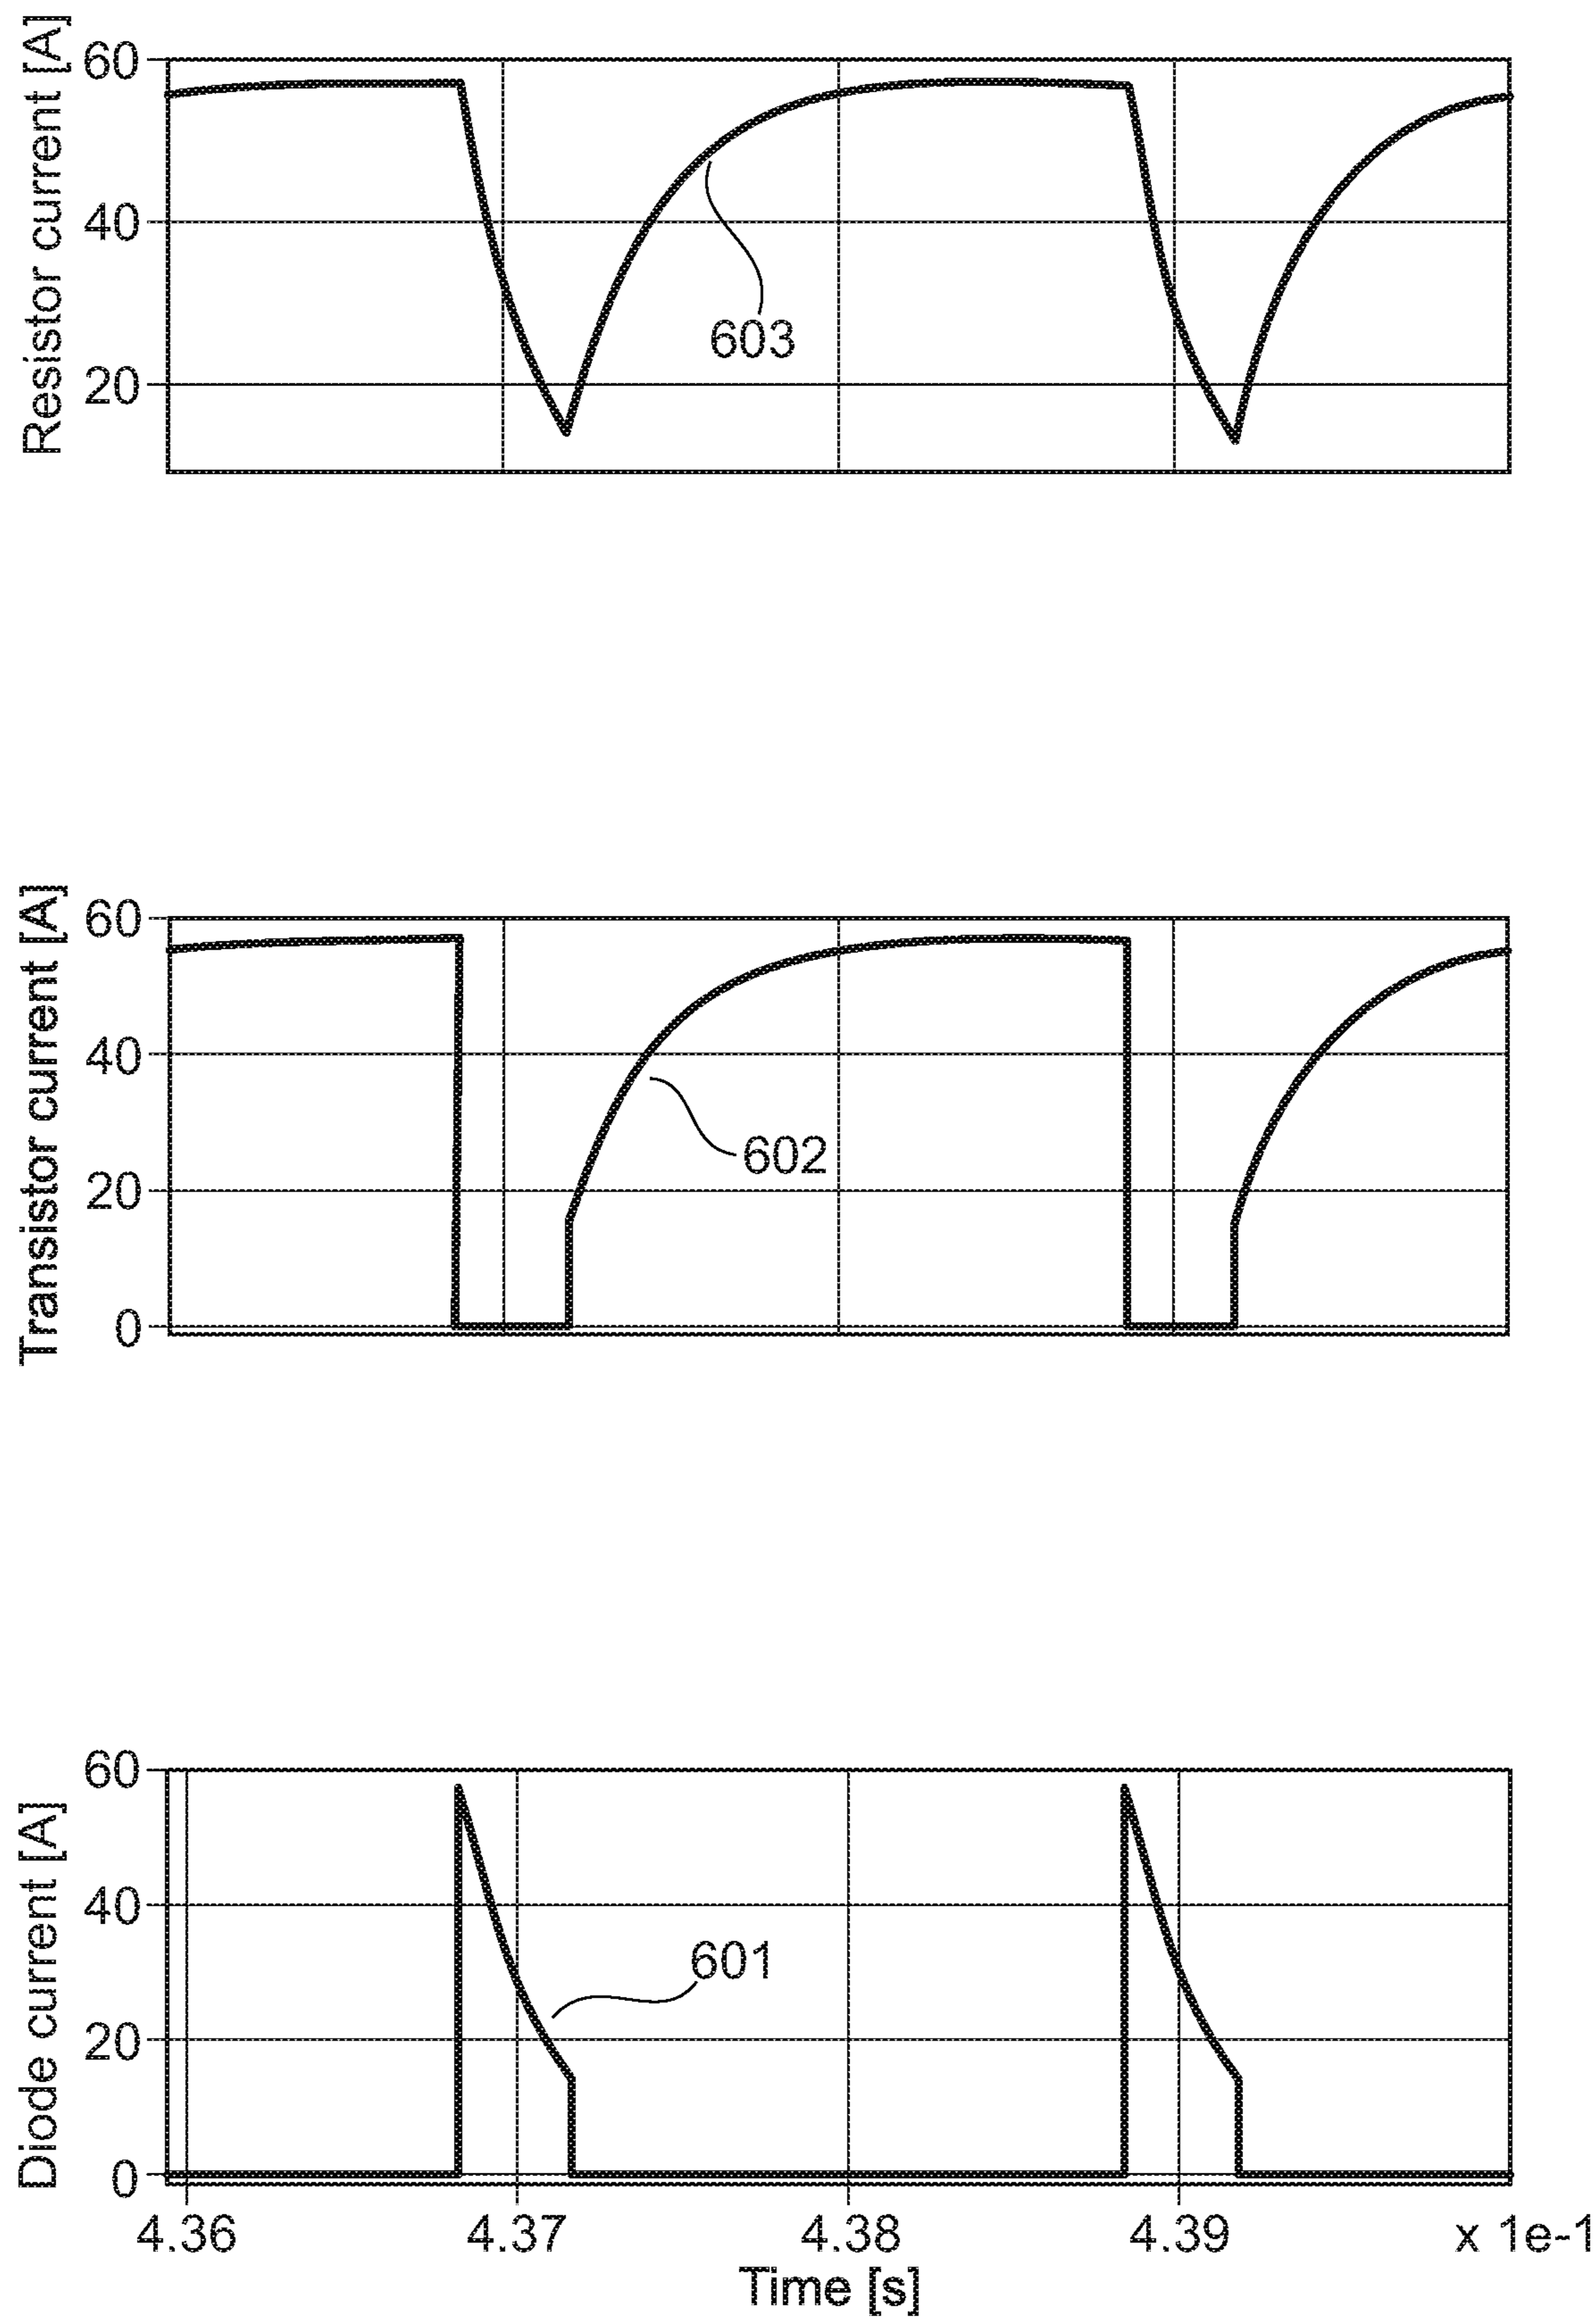 Resistor current [A]
60
40
20
603
Transistor current [A]
60
40
20
0
602
Diode current [A]
60
40
20
0
601
4.36 4.37 4.38 4.39 x 1e-1
Time [s]